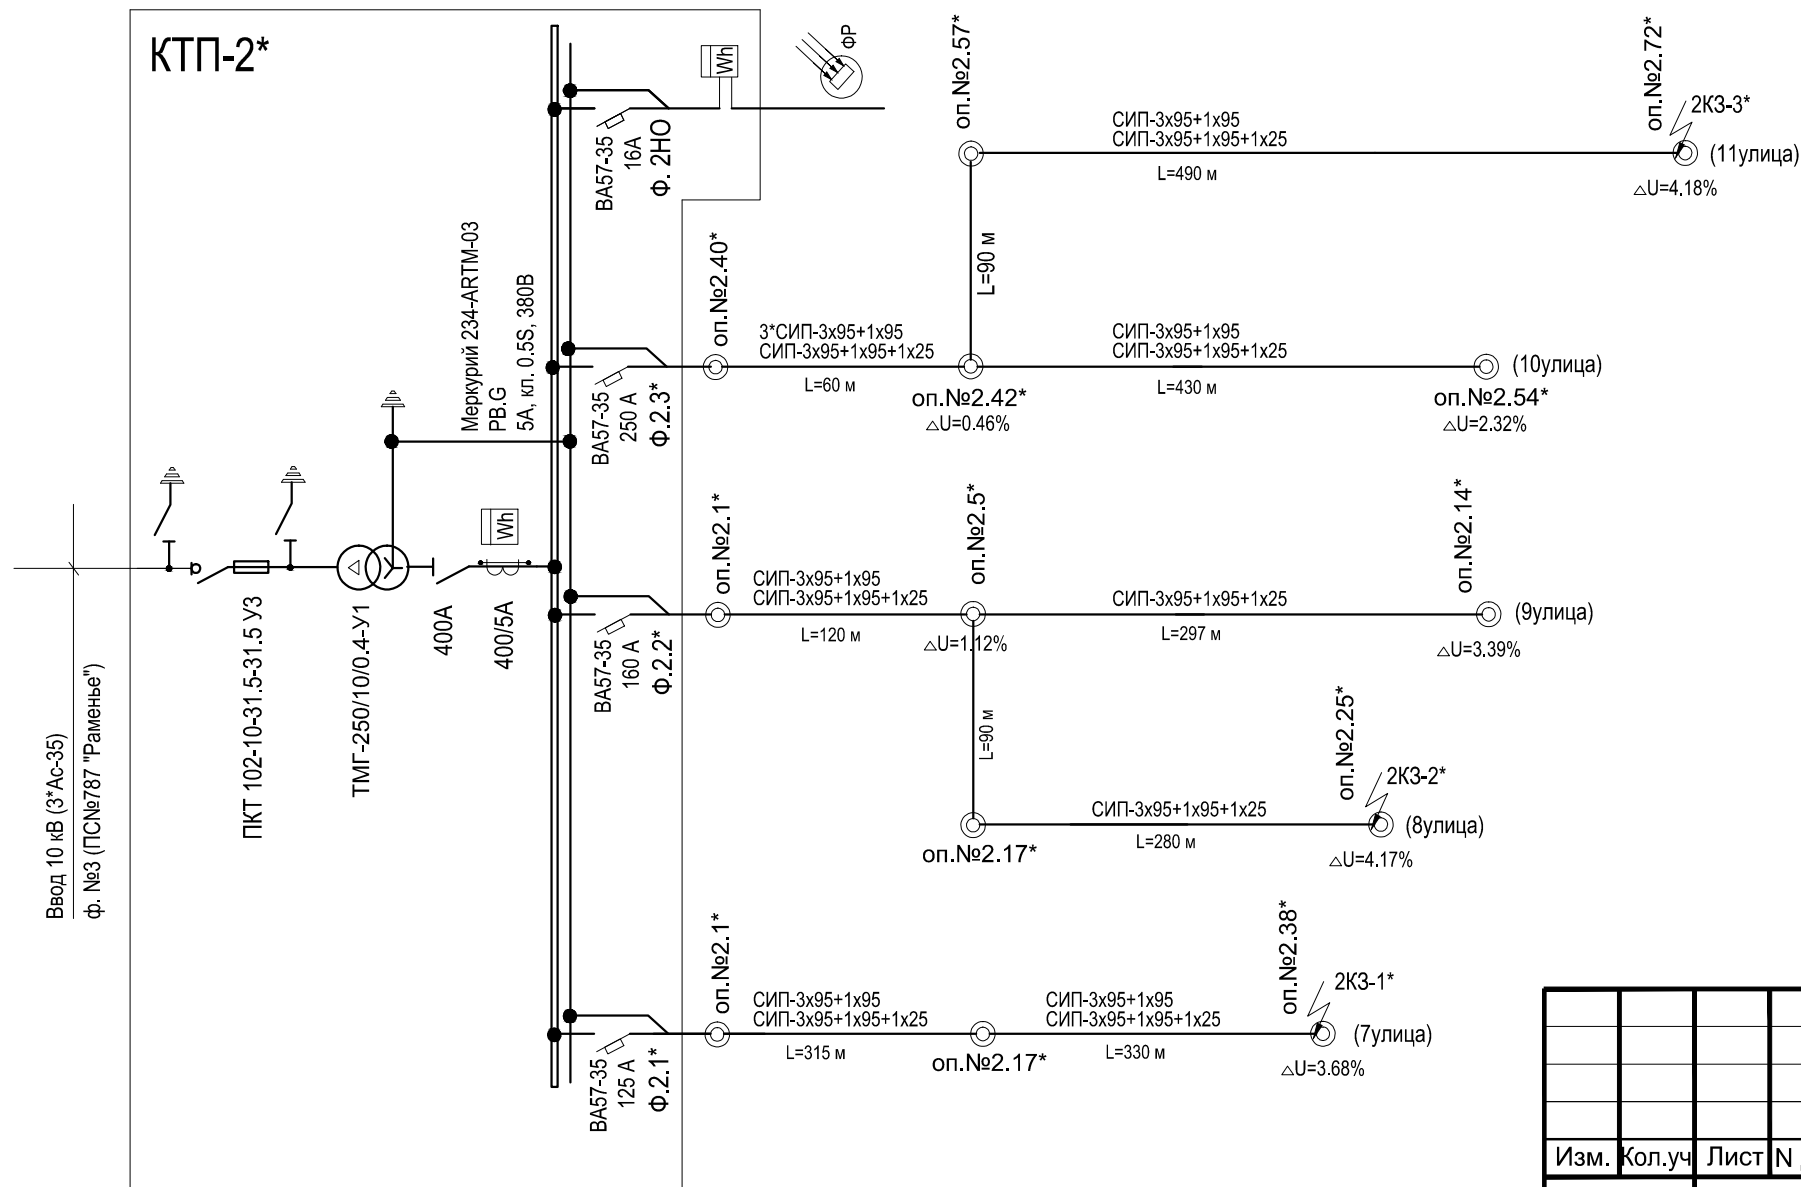 КТП-2*
Wh
ФР
ВА57-35
16А
Ф. 2НО
оп.№2.57*
СИП-3х95+1х95
СИП-3х95+1х95+1х25
L=490 м
оп.№2.72*
2КЗ-3*
(11улица)
△U=4.18%
L=90 м
Меркурий 234-ARTM-03
PB.G
5А, кл. 0.5S, 380В
ВА57-35
250 А
Ф.2.3*
оп.№2.40*
3*СИП-3х95+1х95
СИП-3х95+1х95+1х25
L=60 м
оп.№2.42*
△U=0.46%
СИП-3х95+1х95
СИП-3х95+1х95+1х25
L=430 м
(10улица)
оп.№2.54*
△U=2.32%
Ввод 10 кВ (3*Ас-35)
ф. №3 (ПС№787 "Раменье")
ПКТ 102-10-31.5-31.5 У3
ТМГ-250/10/0.4-У1
400А
Wh
400/5А
ВА57-35
160 А
Ф.2.2*
оп.№2.1*
СИП-3х95+1х95
СИП-3х95+1х95+1х25
L=120 м
оп.№2.5*
△U=1.12%
СИП-3х95+1х95+1х25
L=297 м
оп.№2.14*
(9улица)
△U=3.39%
L=90 м
оп.№2.17*
СИП-3х95+1х95+1х25
L=280 м
оп.№2.25*
2КЗ-2*
(8улица)
△U=4.17%
ВА57-35
125 А
Ф.2.1*
оп.№2.1*
СИП-3х95+1х95
СИП-3х95+1х95+1х25
L=315 м
оп.№2.17*
СИП-3х95+1х95
СИП-3х95+1х95+1х25
L=330 м
оп.№2.38*
2КЗ-1*
(7улица)
△U=3.68%
Изм. Кол.уч Лист N